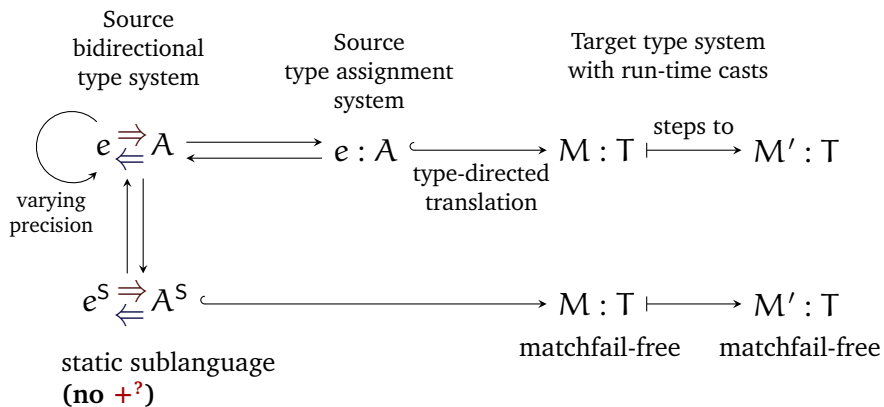 Source
bidirectional
type system
Source
type assignment
system
Target type system
with run-time casts
e ⇒ ⇐ A
e : A
type-directed
translation
M : T
steps to
M′ : T
varying
precision
eˢ ⇒ ⇐ Aˢ
M : T
M′ : T
matchfail-free
matchfail-free
static sublanguage
(no +?)